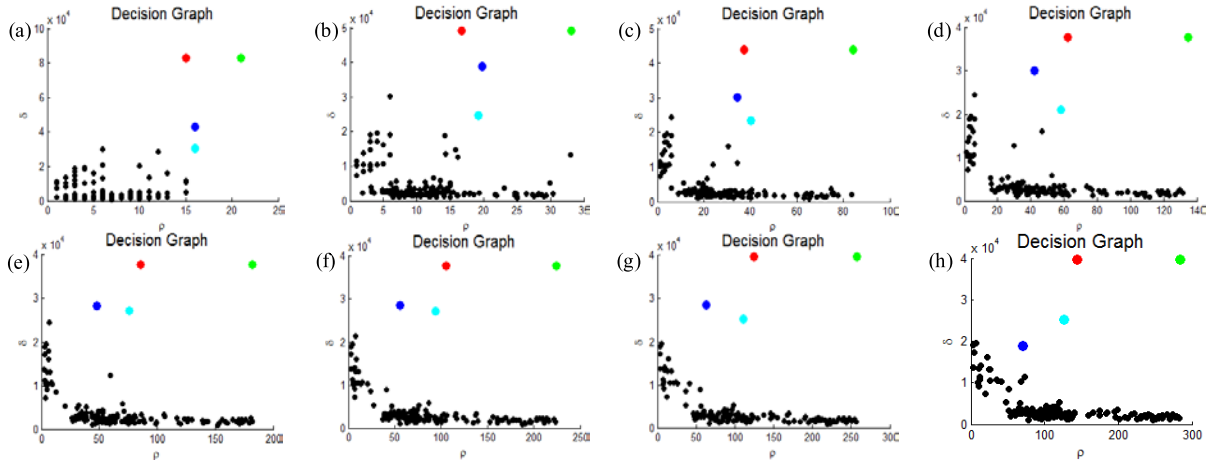 (a)
Decision Graph
x 10 4
10
8
6
4
2
0
δ
0 5 10 15 20 25
ρ
(b)
Decision Graph
x 10 4
5
4
3
2
1
0
δ
0 5 10 15 20 25 30 35
ρ
(c)
Decision Graph
x 10 4
5
4
3
2
1
0
δ
0 20 40 60 80
ρ
(d)
Decision Graph
x 10 4
4
3
2
1
0
δ
0 20 40 60 80 100 120 140
ρ
(e)
Decision Graph
x 10 4
4
3
2
1
0
δ
0 50 100 150 200
ρ
(f)
Decision Graph
x 10 4
4
3
2
1
0
δ
0 50 100 150 200 250
ρ
(g)
Decision Graph
x 10 4
4
3
2
1
0
δ
0 50 100 150 200 250 300
ρ
(h)
Decision Graph
x 10 4
4
3
2
1
0
δ
0 100 200 300
ρ